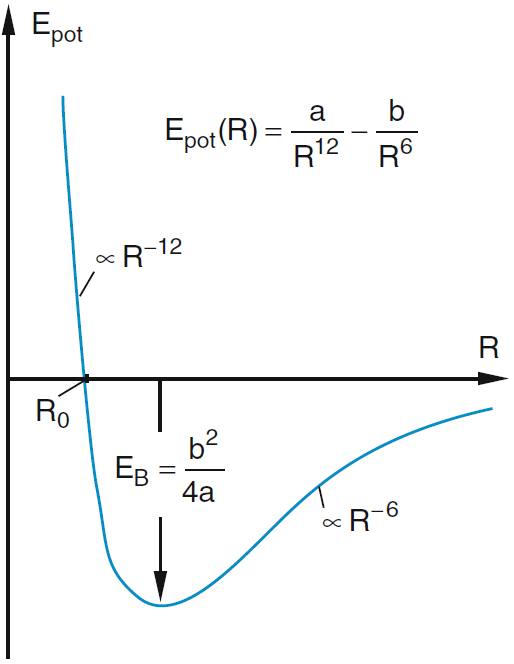 E_pot
E_pot(R) = a/R^12 − b/R^6
∝ R^−12
R
R_0
E_B = b^2/4a
∝ R^−6